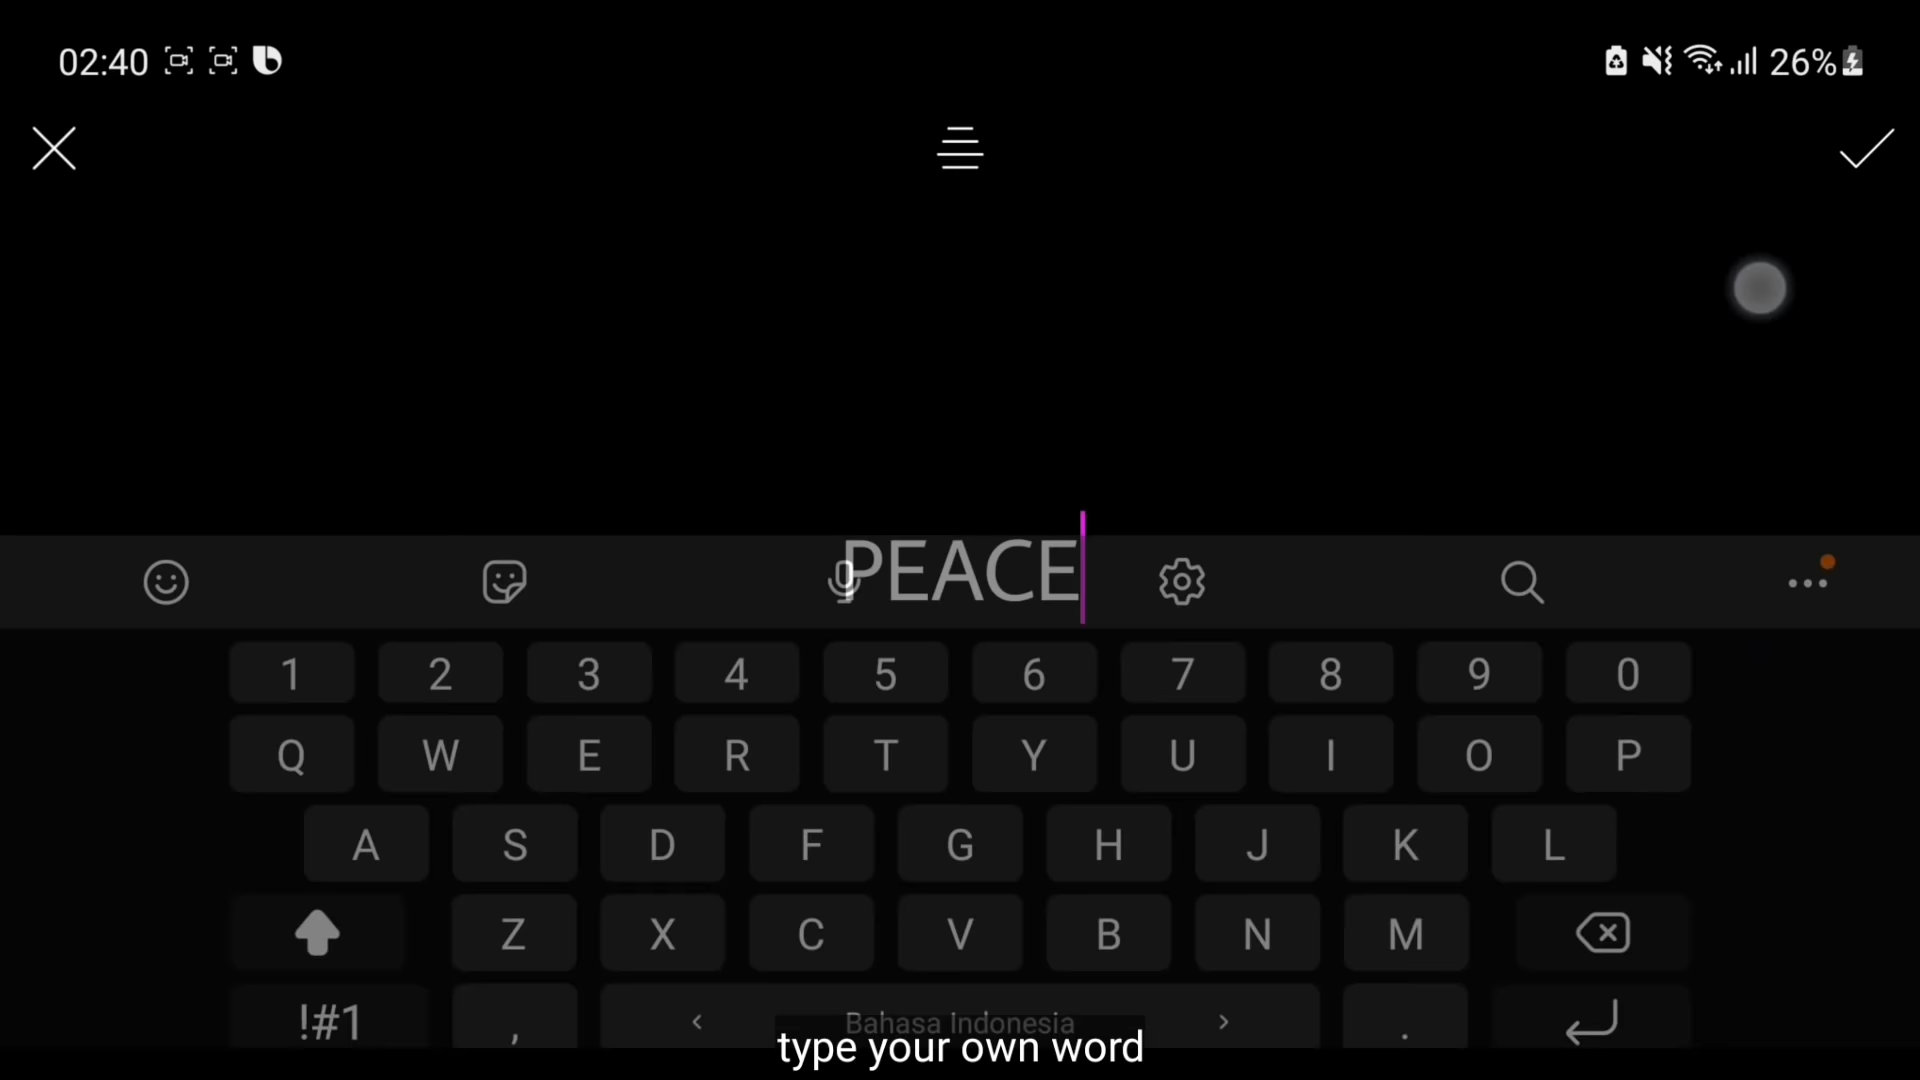 02:40 26%
PEACE
1 2 3 4 5 6 7 8 9 0
Q W E R T Y U I O P
A S D F G H J K L
Z X C V B N M
!#1 , < Bahasa Indonesia > .
type your own word